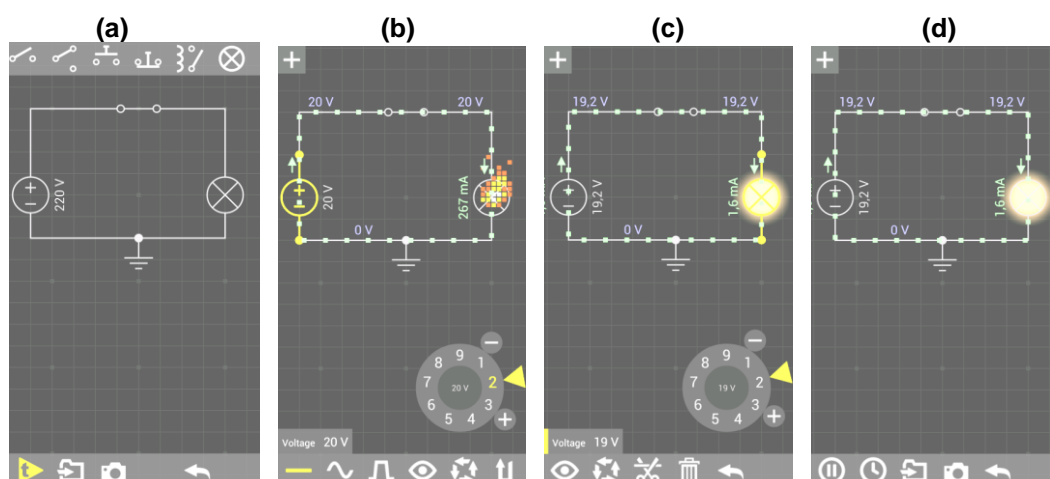 (a)
220 V
t
(b)
20 V 20 V
20 V
267 mA
0 V
9 1 2 3 4 5 6 7 8
20 V
Voltage 20 V
(c)
19,2 V 19,2 V
19,2 V
1,6 mA
0 V
9 1 2 3 4 5 6 7 8
19 V
Voltage 19 V
(d)
19,2 V 19,2 V
19,2 V
1,6 mA
0 V